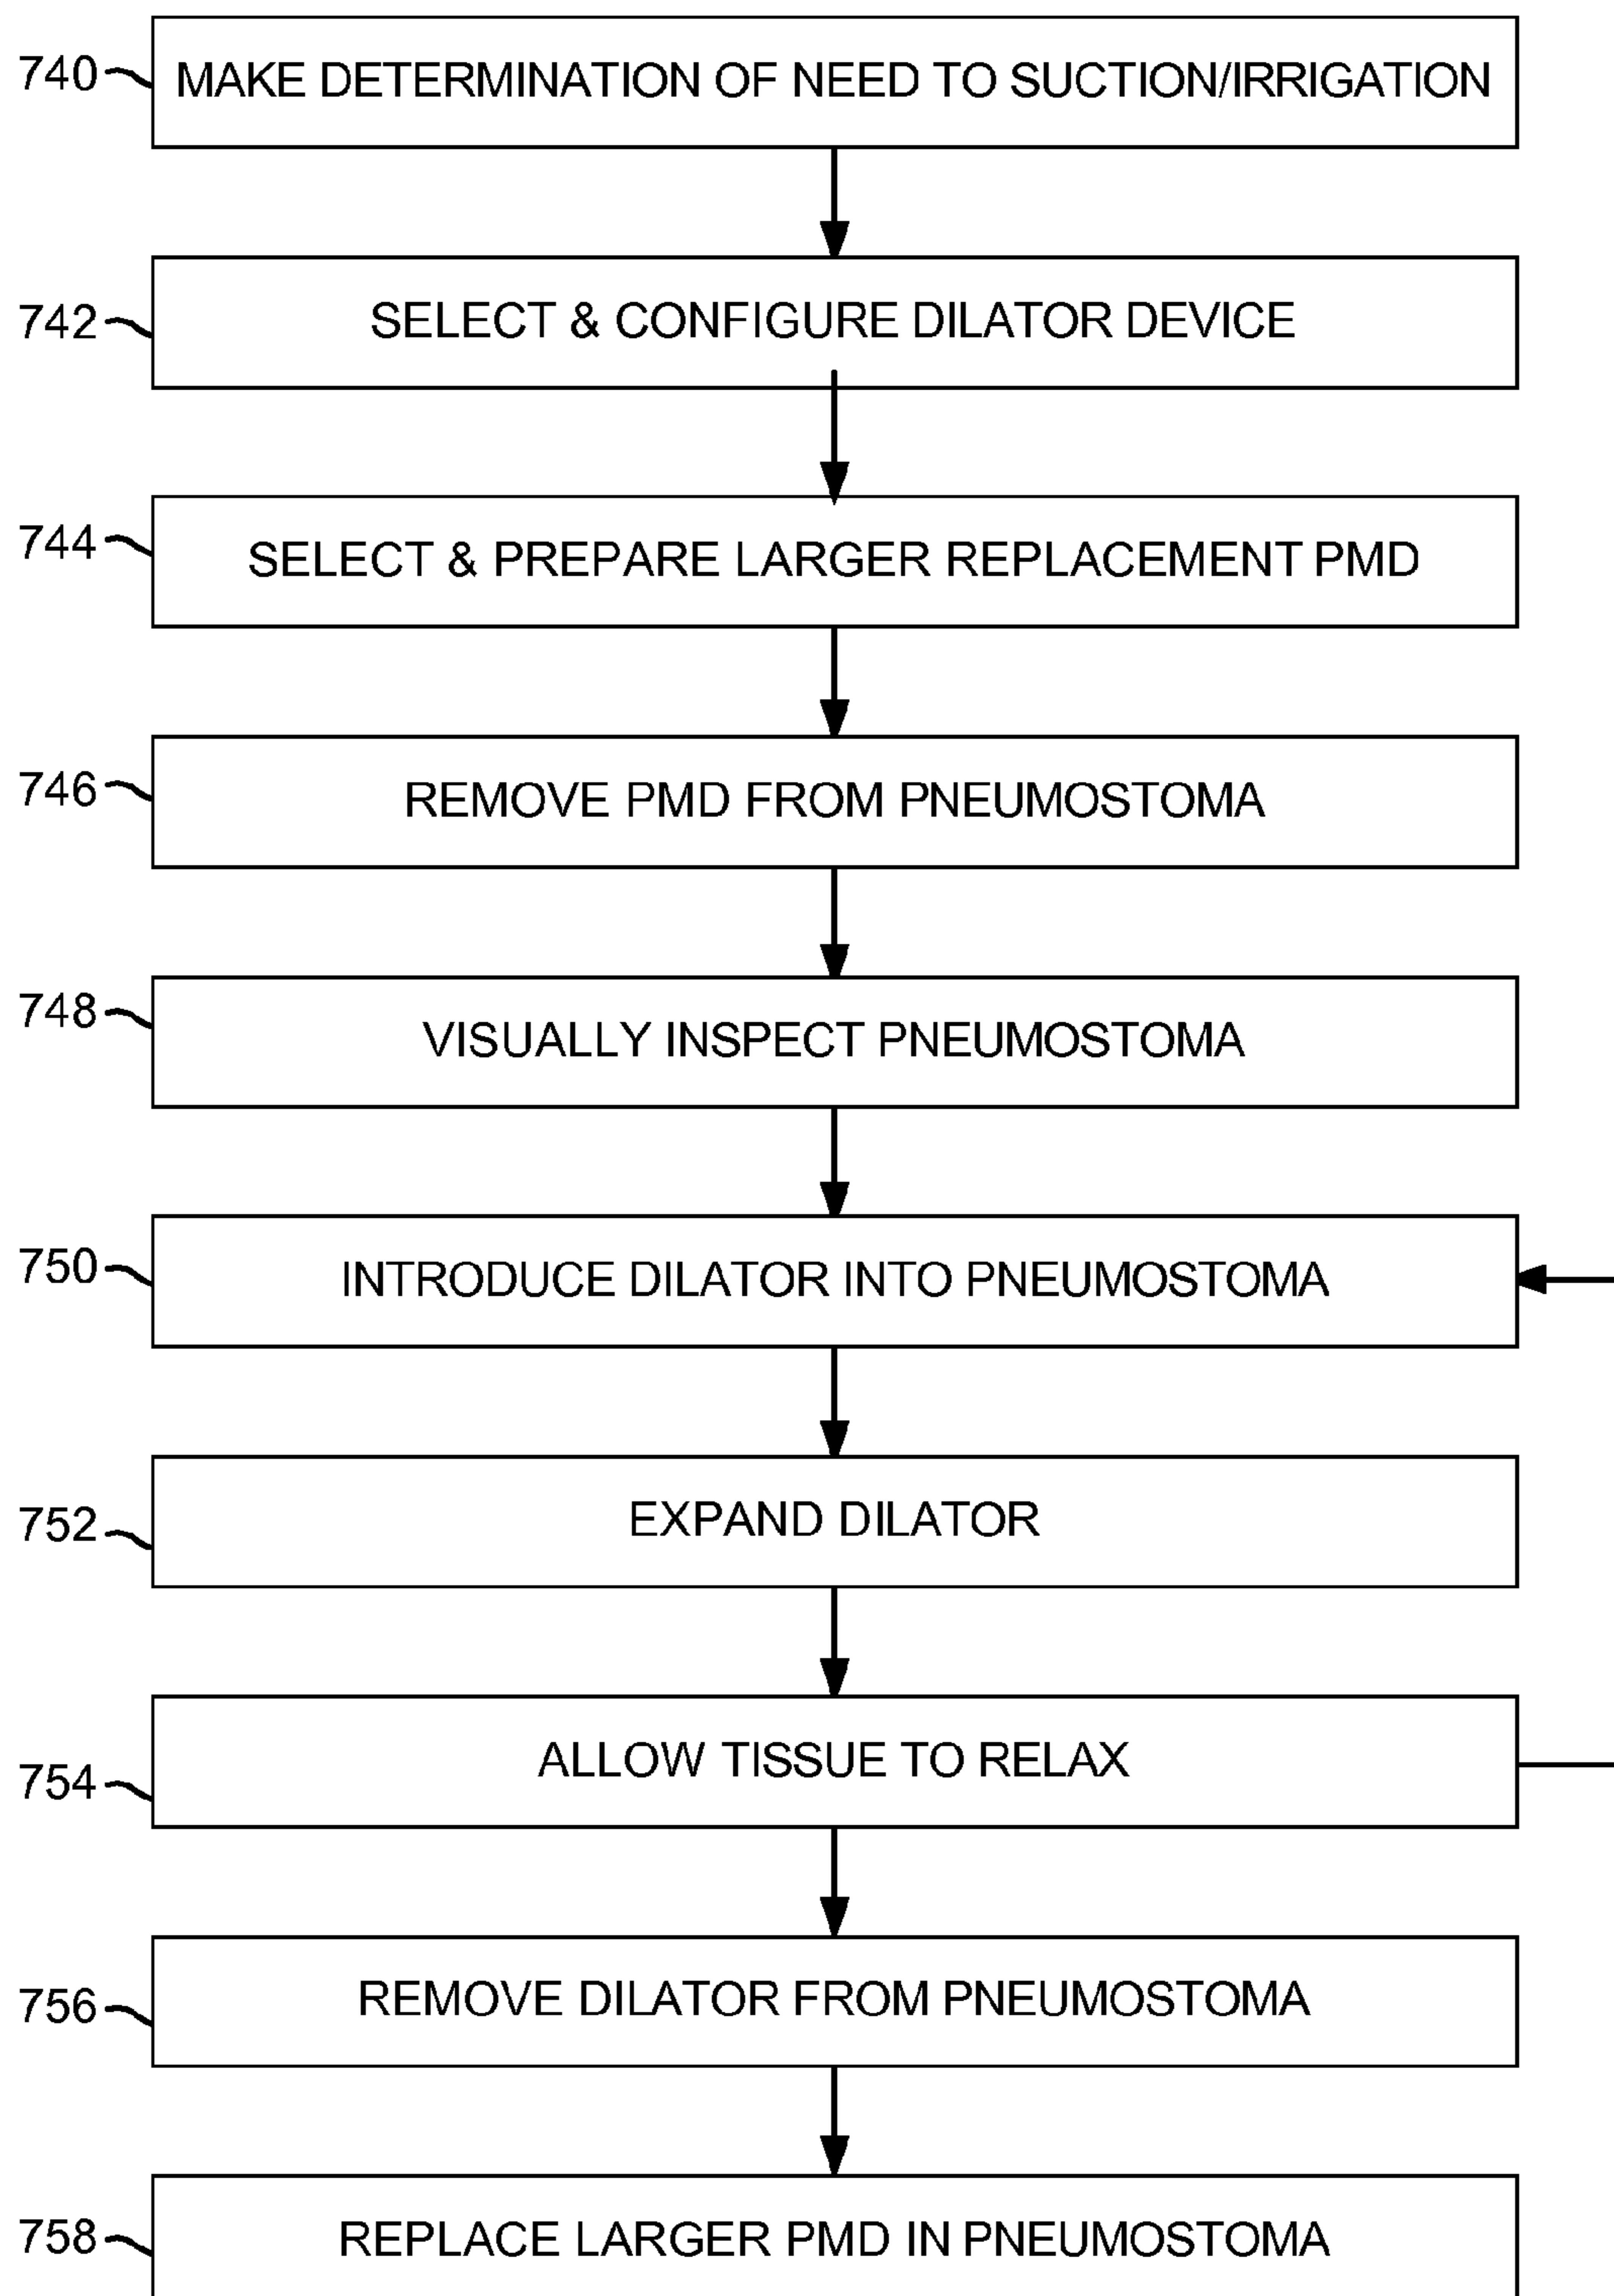 740 MAKE DETERMINATION OF NEED TO SUCTION/IRRIGATION
742 SELECT & CONFIGURE DILATOR DEVICE
744 SELECT & PREPARE LARGER REPLACEMENT PMD
746 REMOVE PMD FROM PNEUMOSTOMA
748 VISUALLY INSPECT PNEUMOSTOMA
750 INTRODUCE DILATOR INTO PNEUMOSTOMA
752 EXPAND DILATOR
754 ALLOW TISSUE TO RELAX
756 REMOVE DILATOR FROM PNEUMOSTOMA
758 REPLACE LARGER PMD IN PNEUMOSTOMA